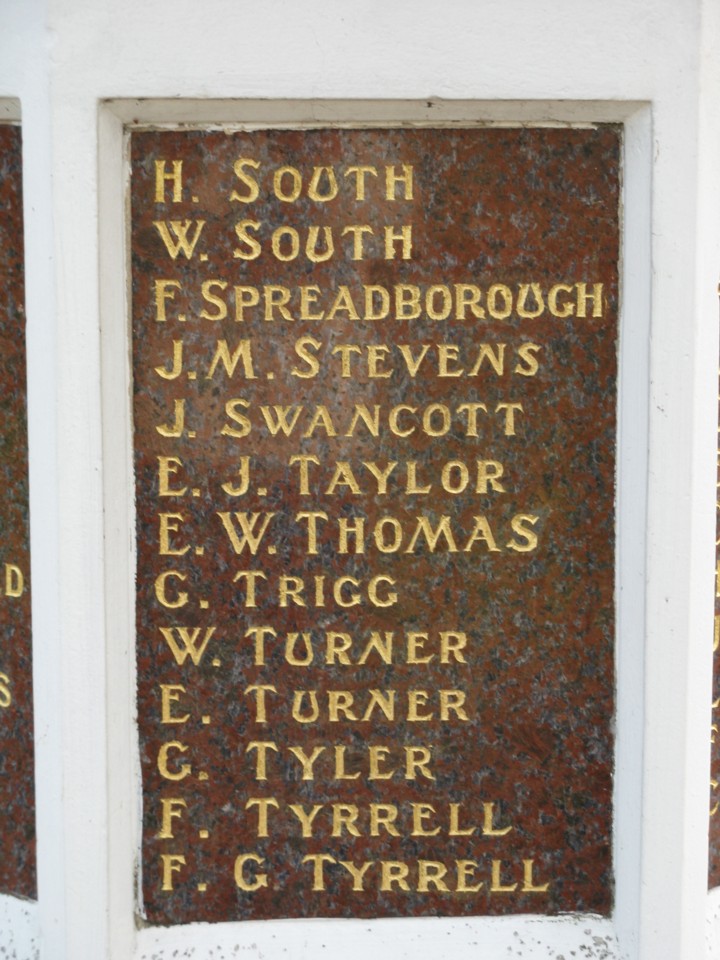 H. SOUTH
W. SOUTH
F. SPREADBOROUGH
J. M. STEVENS
J. SWANCOTT
E. J. TAYLOR
E. W. THOMAS
G. TRIGG
W. TURNER
E. TURNER
G. TYLER
F. TYRRELL
F. G TYRRELL